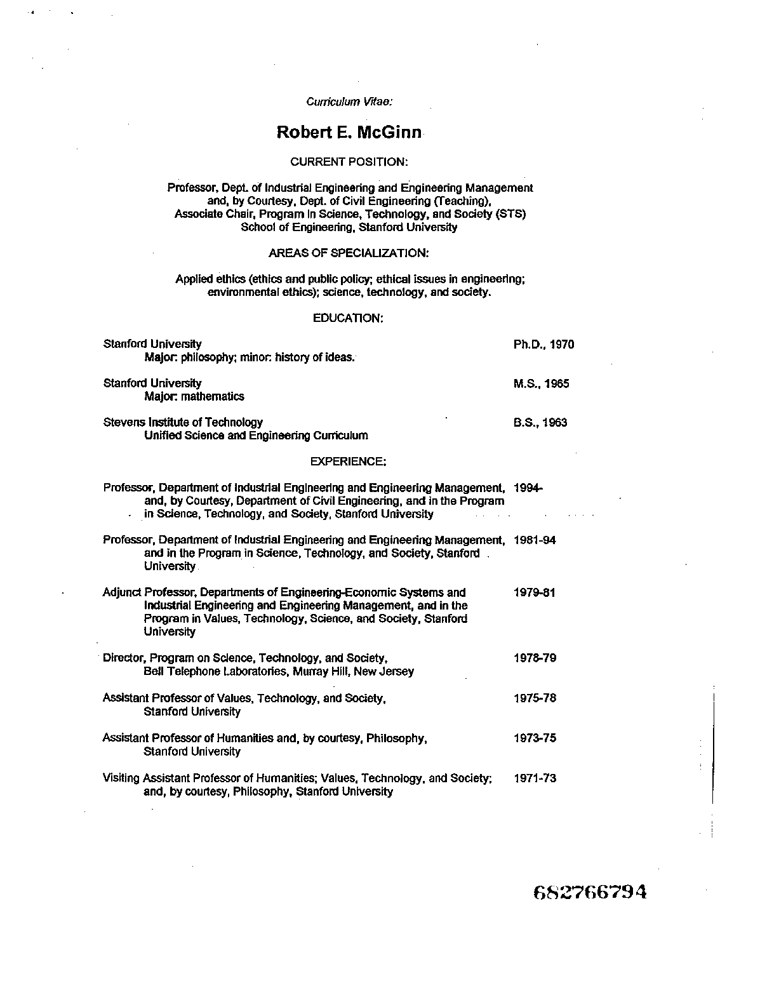 Curriculum Vitae:
Robert E. McGinn
CURRENT POSITION:
Professor, Dept. of Industrial Engineering and Engineering Management
and, by Courtesy, Dept. of Civil Engineering (Teaching),
Associate Chair, Program in Science, Technology, and Society (STS)
School of Engineering, Stanford University
AREAS OF SPECIALIZATION:
Applied ethics (ethics and public policy; ethical issues in engineering;
environmental ethics); science, technology, and society.
EDUCATION:
Stanford University Ph.D., 1970
Major: philosophy; minor: history of ideas.
Stanford University M.S., 1965
Major: mathematics
Stevens Institute of Technology B.S., 1963
Unified Science and Engineering Curriculum
EXPERIENCE:
Professor, Department of Industrial Engineering and Engineering Management, 1994-
and, by Courtesy, Department of Civil Engineering, and in the Program
in Science, Technology, and Society, Stanford University
Professor, Department of Industrial Engineering and Engineering Management, 1981-94
and in the Program in Science, Technology, and Society, Stanford
University
Adjunct Professor, Departments of Engineering-Economic Systems and 1979-81
Industrial Engineering and Engineering Management, and in the
Program in Values, Technology, Science, and Society, Stanford
University
Director, Program on Science, Technology, and Society, 1978-79
Bell Telephone Laboratories, Murray Hill, New Jersey
Assistant Professor of Values, Technology, and Society, 1975-78
Stanford University
Assistant Professor of Humanities and, by courtesy, Philosophy, 1973-75
Stanford University
Visiting Assistant Professor of Humanities; Values, Technology, and Society; 1971-73
and, by courtesy, Philosophy, Stanford University
682766794